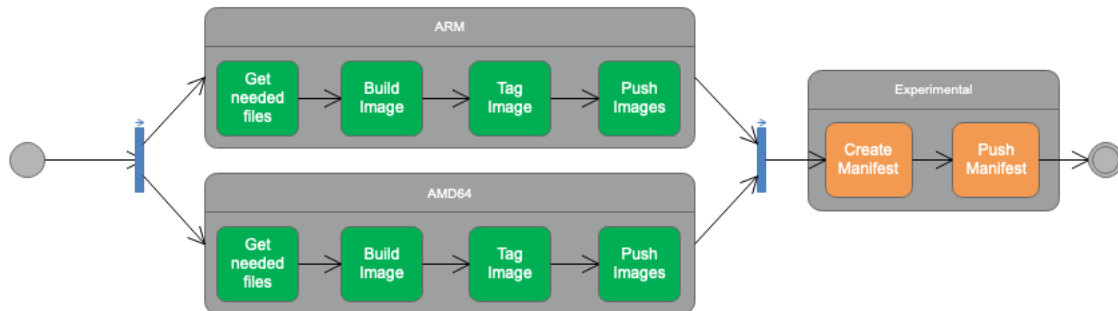 ARM
Get
needed
files
Build
Image
Tag
Image
Push
Images
AMD64
Get
needed
files
Build
Image
Tag
Image
Push
Images
Experimental
Create
Manifest
Push
Manifest